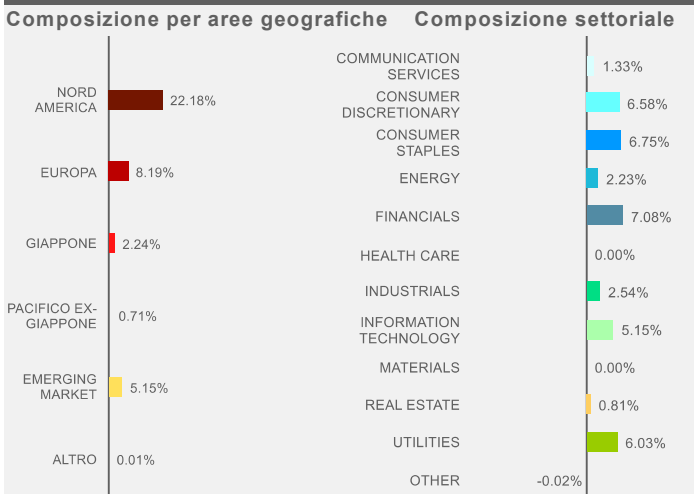 Composizione per aree geografiche
NORD
AMERICA
22.18%
EUROPA
8.19%
GIAPPONE
2.24%
PACIFICO EX-
GIAPPONE
0.71%
EMERGING
MARKET
5.15%
ALTRO
0.01%
Composizione settoriale
COMMUNICATION
SERVICES
1.33%
CONSUMER
DISCRETIONARY
6.58%
CONSUMER
STAPLES
6.75%
ENERGY
2.23%
FINANCIALS
7.08%
HEALTH CARE
0.00%
INDUSTRIALS
2.54%
INFORMATION
TECHNOLOGY
5.15%
MATERIALS
0.00%
REAL ESTATE
0.81%
UTILITIES
6.03%
OTHER
-0.02%